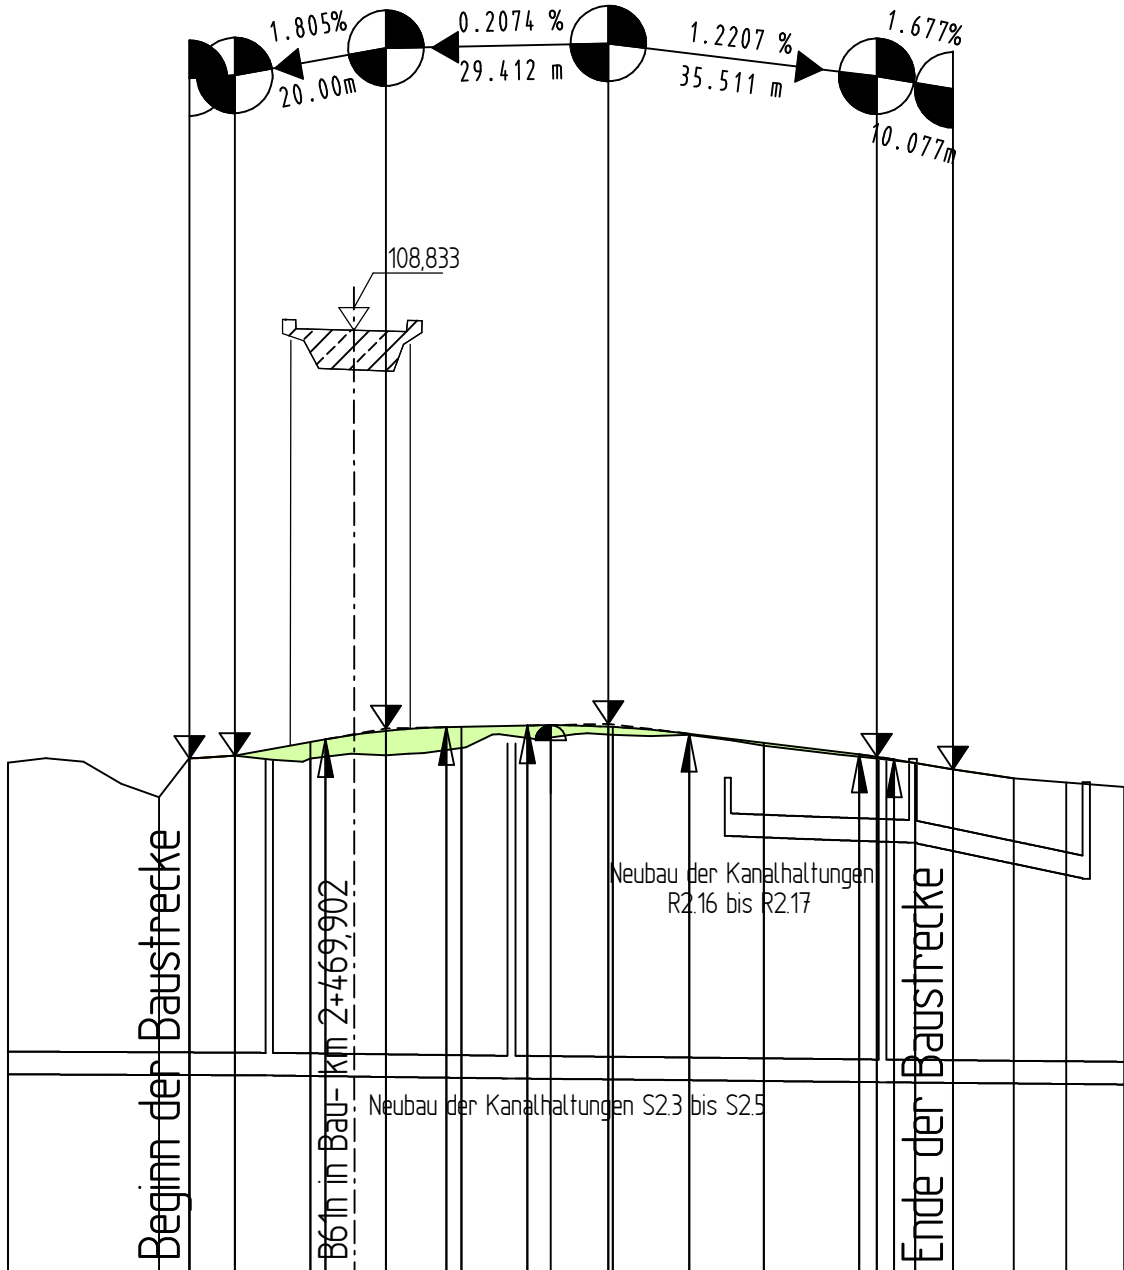 1.805%
20.00m
0.2074 %
29.412 m
1.2207 %
35.511 m
1.677%
10.077m
108,833
Neubau der Kanalhaltungen
R2.16 bis R2.17
Beginn der Baustrecke
B61n in Bau- km 2+469,902
Ende der Baustrecke
Neubau der Kanalhaltungen S2.3 bis S2.5